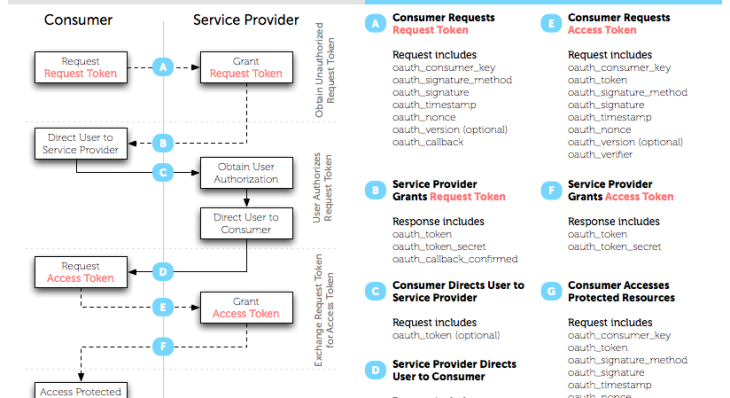 Consumer
Service Provider
Request
Request Token
A
Grant
Request Token
Obtain Unauthorized
Request Token
Direct User to
Service Provider
B
C
Obtain User
Authorization
Direct User to
Consumer
User Authorizes
Request Token
Request
Access Token
D
E
Grant
Access Token
F
Exchange Request Token
for Access Token
Access Protected
A
Consumer Requests
Request Token
Request includes
oauth_consumer_key
oauth_signature_method
oauth_signature
oauth_timestamp
oauth_nonce
oauth_version (optional)
oauth_callback
B
Service Provider
Grants Request Token
Response includes
oauth_token
oauth_token_secret
oauth_callback_confirmed
C
Consumer Directs User to
Service Provider
Request includes
oauth_token (optional)
D
Service Provider Directs
User to Consumer
E
Consumer Requests
Access Token
Request includes
oauth_consumer_key
oauth_token
oauth_signature_method
oauth_signature
oauth_timestamp
oauth_nonce
oauth_version (optional)
oauth_verifier
F
Service Provider
Grants Access Token
Response includes
oauth_token
oauth_token_secret
G
Consumer Accesses
Protected Resources
Request includes
oauth_consumer_key
oauth_token
oauth_signature_method
oauth_signature
oauth_timestamp
oauth_nonce